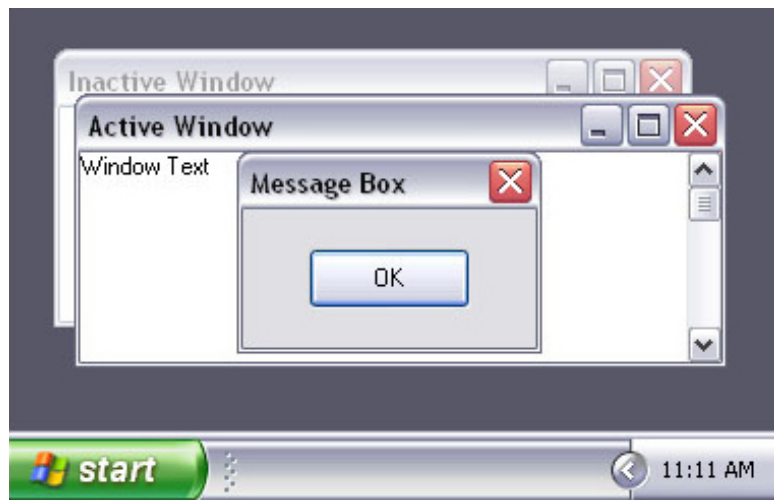 Inactive Window
Active Window
Window Text
Message Box
OK
start
11:11 AM